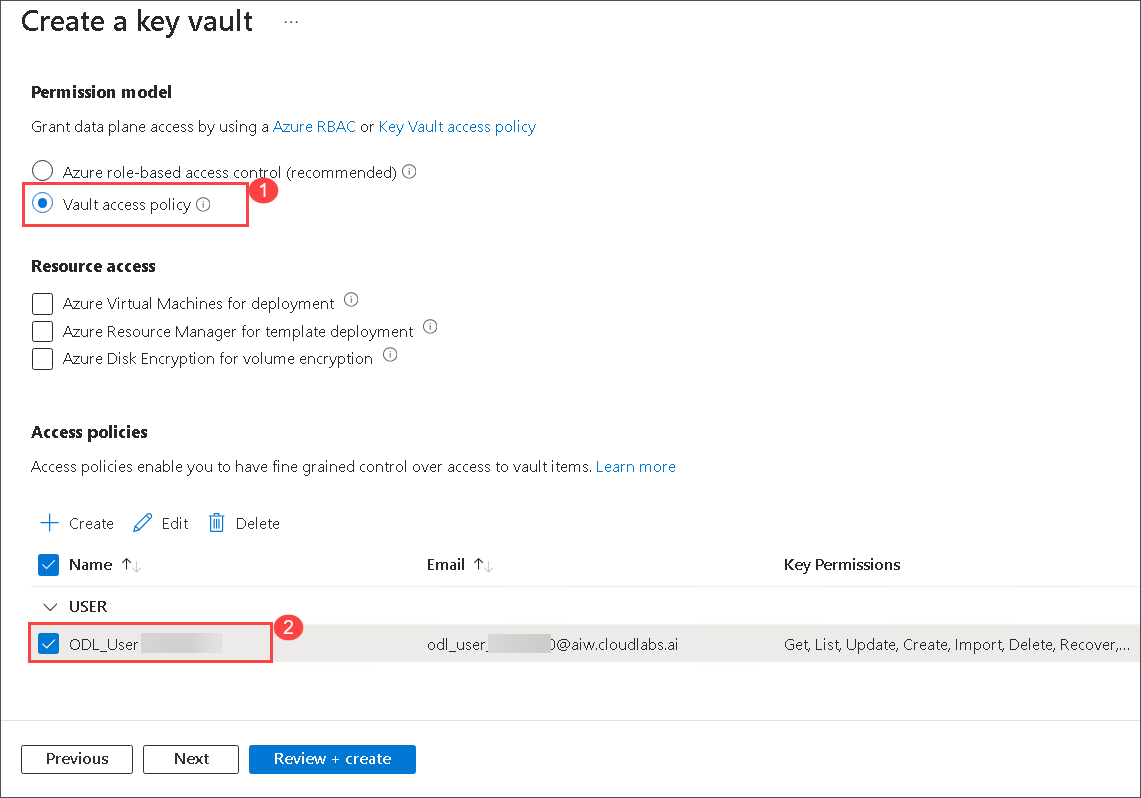 Create a key vault ...
Permission model
Grant data plane access by using a Azure RBAC or Key Vault access policy
Azure role-based access control (recommended)
1
Vault access policy
Resource access
Azure Virtual Machines for deployment
Azure Resource Manager for template deployment
Azure Disk Encryption for volume encryption
Access policies
Access policies enable you to have fine grained control over access to vault items. Learn more
Create Edit Delete
Name Email Key Permissions
USER
2
ODL_User odl_user_ 0@aiw.cloudlabs.ai Get, List, Update, Create, Import, Delete, Recover,...
Previous Next Review + create